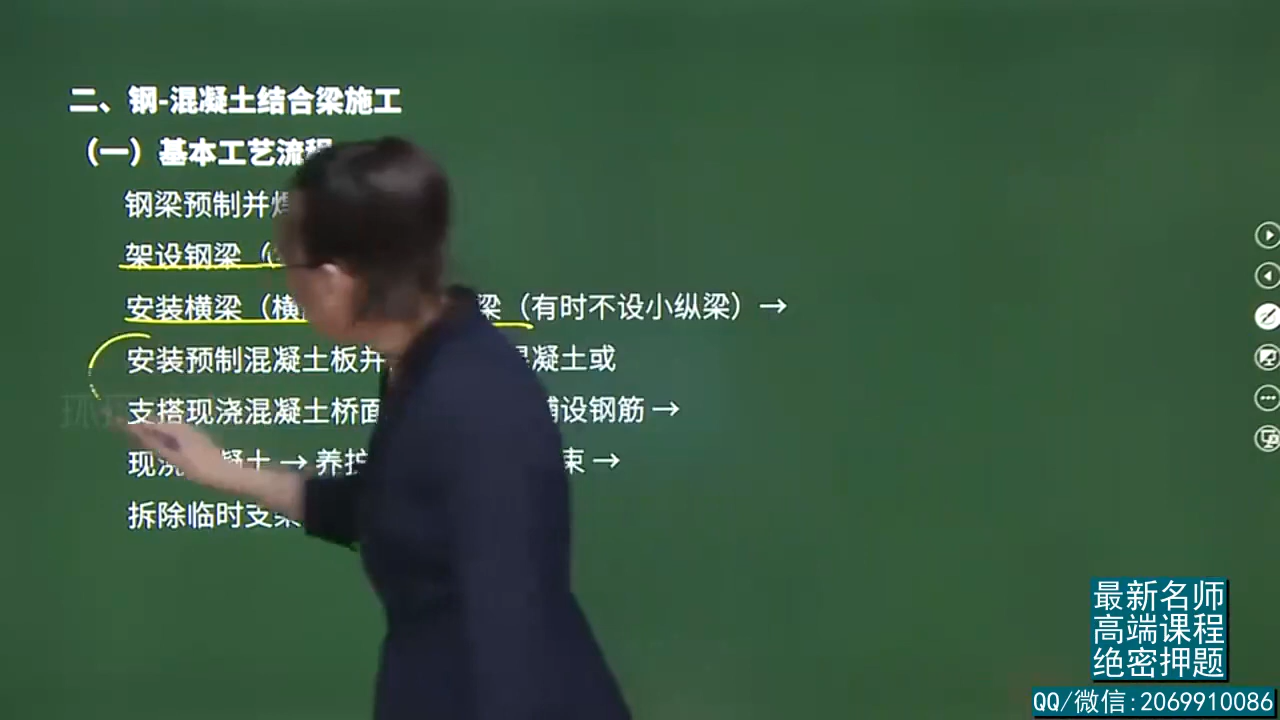 二、钢-混凝土结合梁施工
（一）基本工艺流程
钢梁预制并焊
架设钢梁（
安装横梁（横 梁（有时不设小纵梁）→
安装预制混凝土板并 混凝土或
支搭现浇混凝土桥面 铺设钢筋 →
现浇 凝土 → 养护 束 →
拆除临时支架
最新名师
高端课程
绝密押题
QQ/微信:2069910086